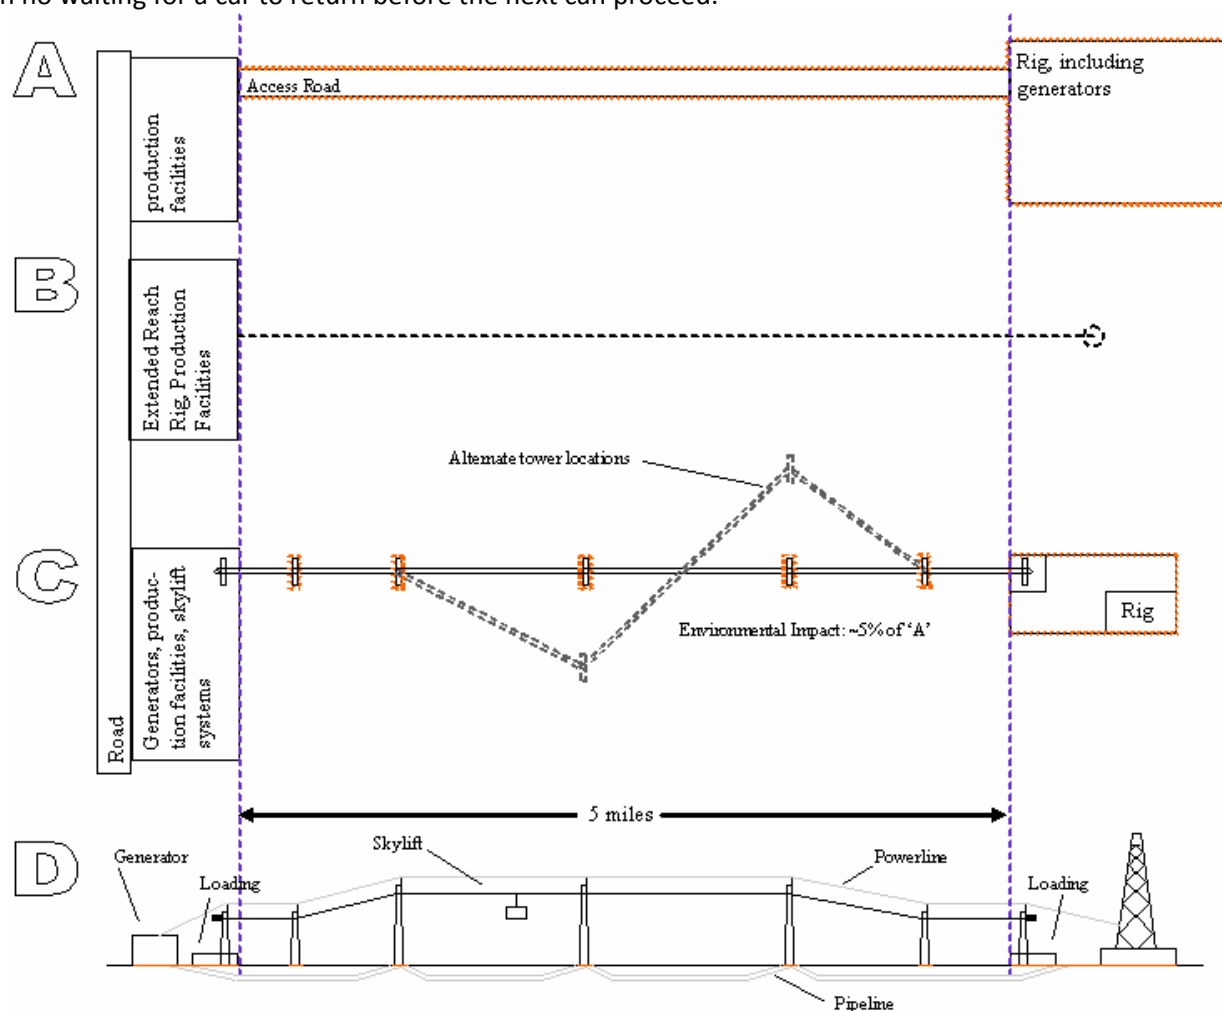 no waiting for a car to return before the next can proceed.
A
Access Road
Rig, including
generators
production
facilities
B
Extended Reach
Rig, Production
Facilities
Alternate tower locations
C
Generators, produc-
tion facilities, skylift
systems
Rig
Environmental Impact: ~5% of 'A'
Road
5 miles
D
Generator
Loading
Skylift
Powerline
Loading
Pipeline